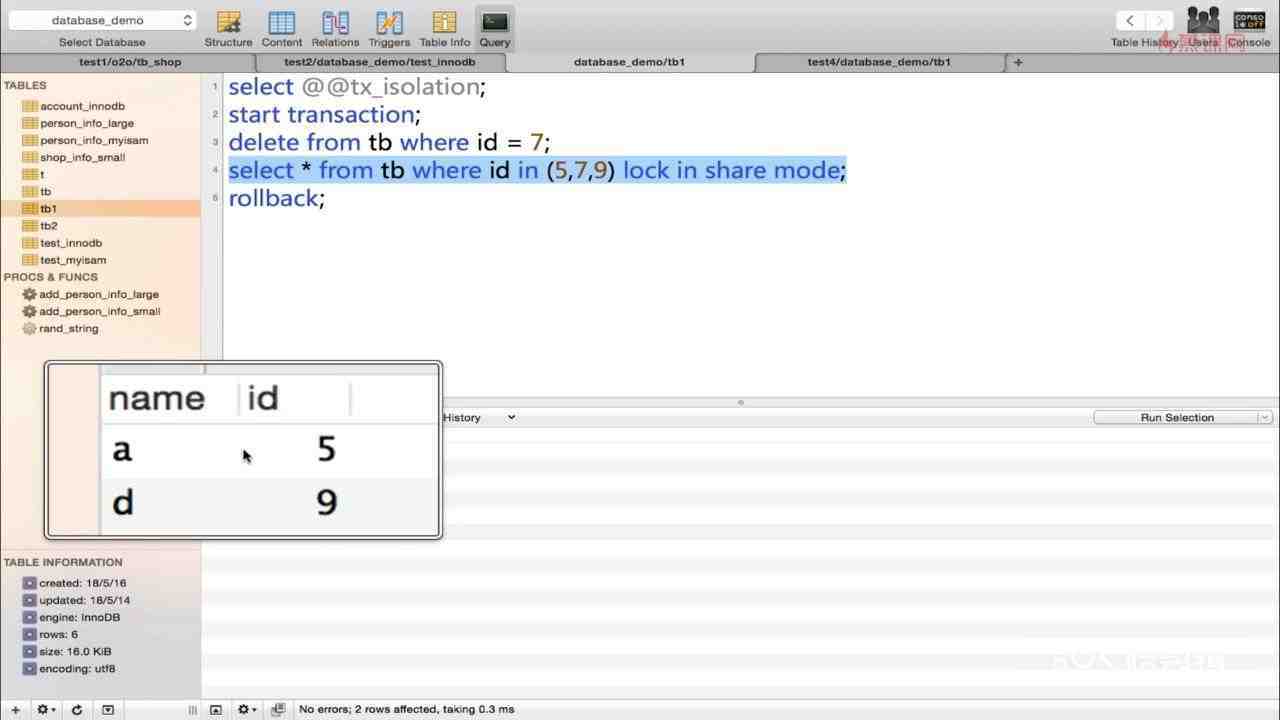 database_demo
Select Database
Structure
Content
Relations
Triggers
Table Info
Query
Table History
Users
Console
conso
le off
test1/o2o/tb_shop
test2/database_demo/test_innodb
database_demo/tb1
test4/database_demo/tb1
TABLES
account_innodb
person_info_large
person_info_myisam
shop_info_small
t
tb
tb1
tb2
test_innodb
test_myisam
PROCS & FUNCS
add_person_info_large
add_person_info_small
rand_string
1 select @@tx_isolation;
2 start transaction;
3 delete from tb where id = 7;
4 select * from tb where id in (5,7,9) lock in share mode;
5 rollback;
History
Run Selection
name id
a 5
d 9
TABLE INFORMATION
created: 18/5/16
updated: 18/5/14
engine: InnoDB
rows: 6
size: 16.0 KiB
encoding: utf8
No errors; 2 rows affected, taking 0.3 ms